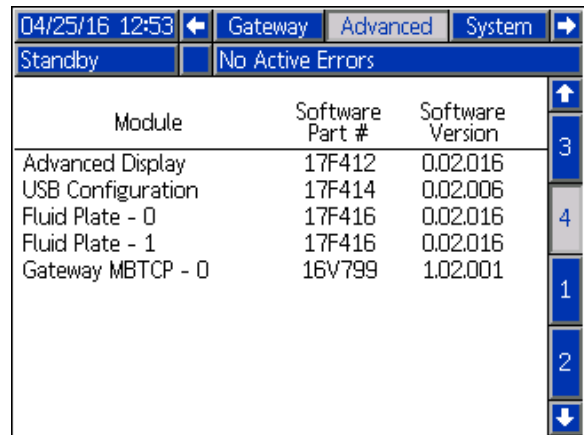 04/25/16 12:53 Gateway Advanced System
Standby No Active Errors
Module Software Part # Software Version
Advanced Display 17F412 0.02.016
USB Configuration 17F414 0.02.006
Fluid Plate - 0 17F416 0.02.016
Fluid Plate - 1 17F416 0.02.016
Gateway MBTCP - 0 16V799 1.02.001
3
4
1
2